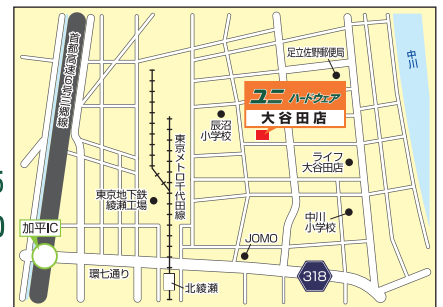 首都高速6号三郷線
足立佐野郵便局
中川
ユニ ハードウェア
大谷田店
辰沼
小学校
東京メトロ千代田線
ライフ
大谷田店
東京地下鉄
綾瀬工場
中川
小学校
加平IC
JOMO
環七通り
318
北綾瀬